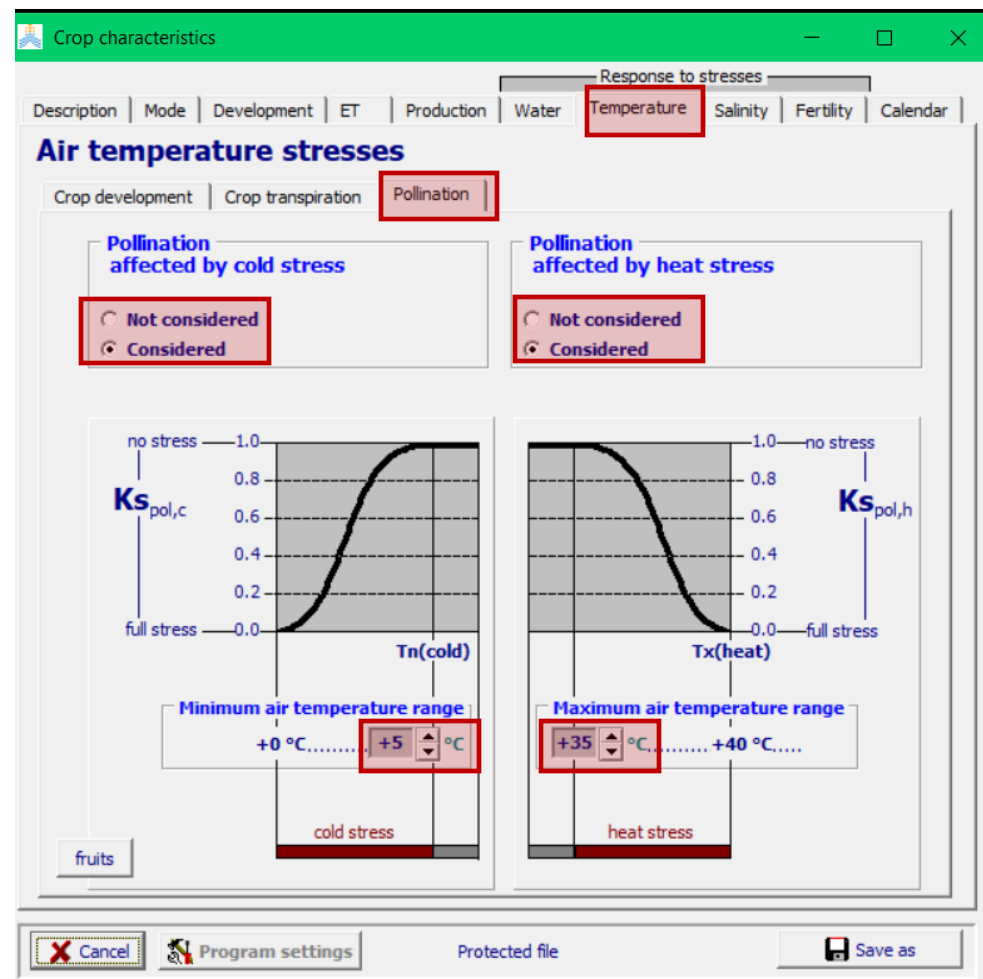 Crop characteristics
Response to stresses
Description Mode Development ET Production Water Temperature Salinity Fertility Calendar
Air temperature stresses
Crop development Crop transpiration Pollination
Pollination
affected by cold stress
Not considered
Considered
Pollination
affected by heat stress
Not considered
Considered
no stress 1.0
0.8
Kspol,c
0.6
0.4
0.2
full stress 0.0
Tn(cold)
Minimum air temperature range
+0 °C.......... +5 °C
cold stress
1.0 no stress
0.8
Kspol,h
0.6
0.4
0.2
0.0 full stress
Tx(heat)
Maximum air temperature range
+35 °C.......... +40 °C.....
heat stress
fruits
Cancel Program settings Protected file Save as